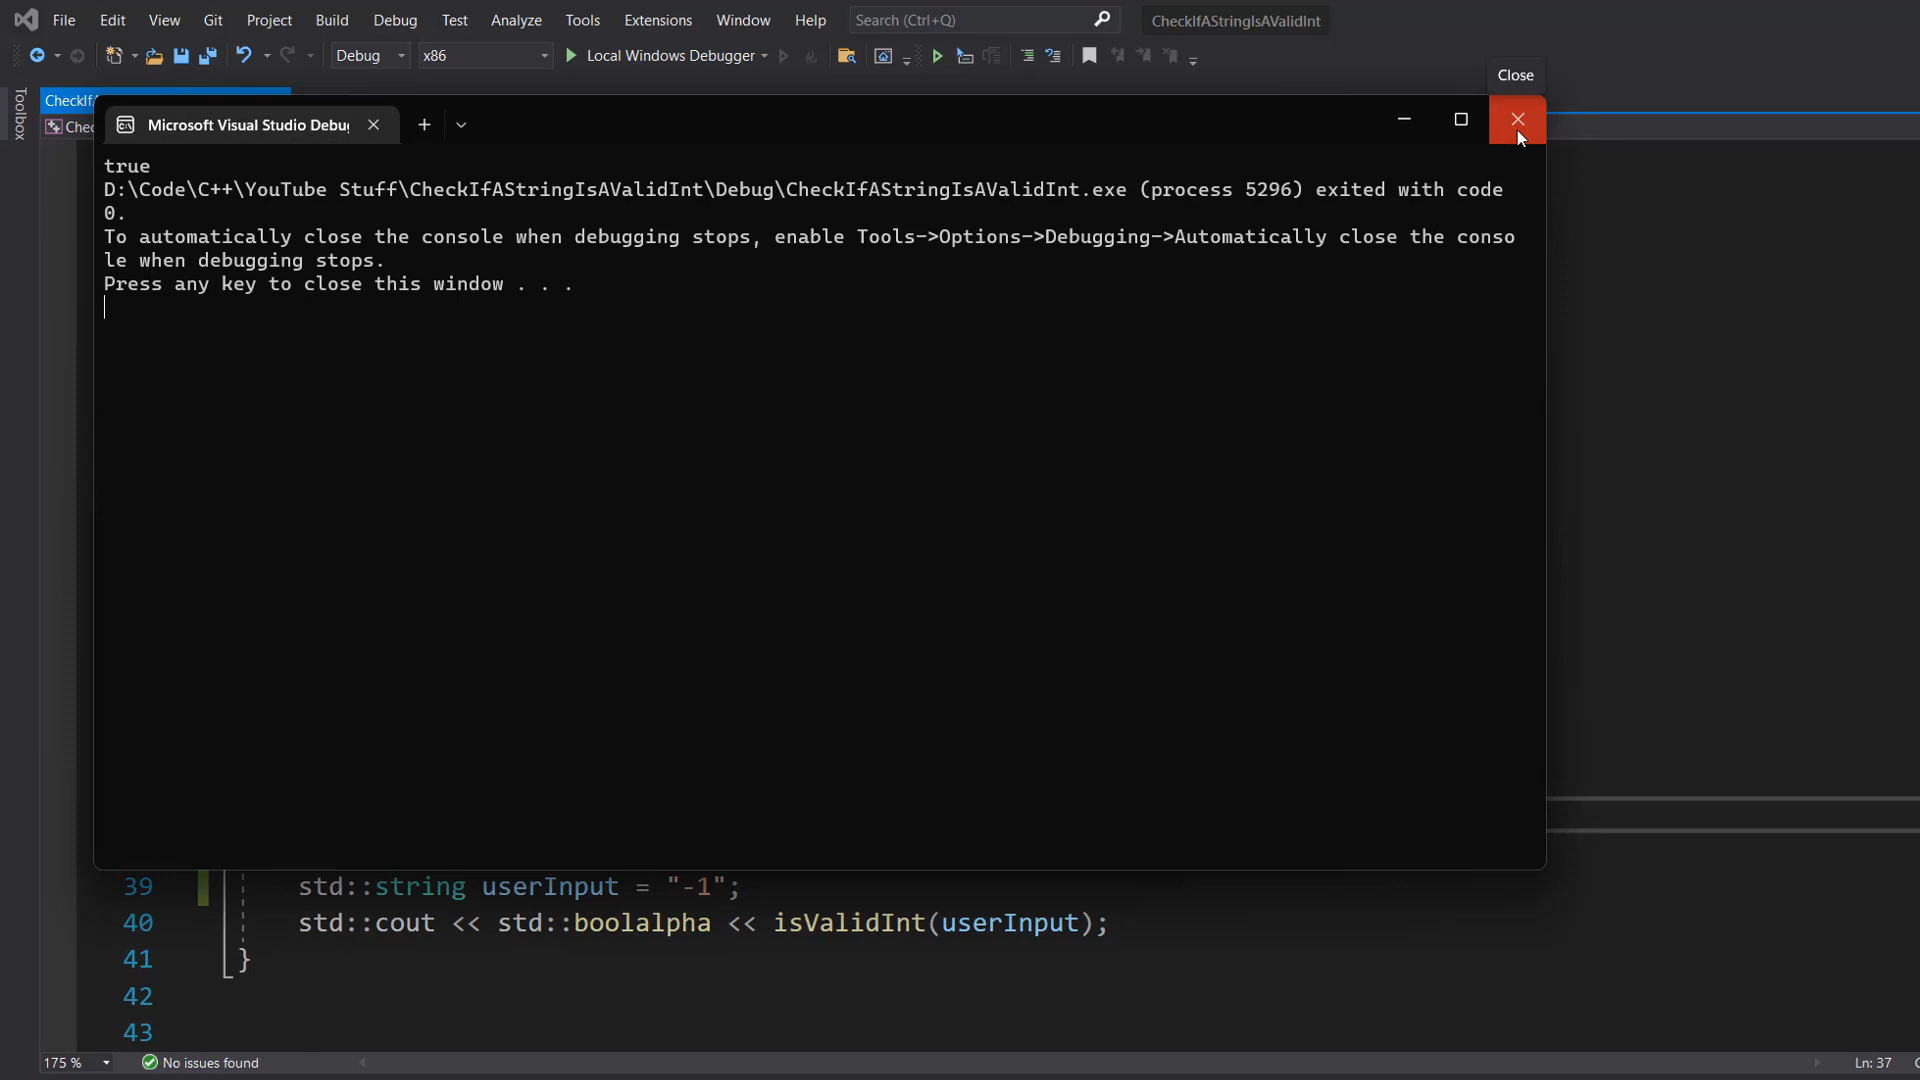 File Edit View Git Project Build Debug Test Analyze Tools Extensions Window Help Search (Ctrl+Q) CheckIfAStringIsAValidInt
Debug x86 Local Windows Debugger
Close
Toolbox
CheckIfA
Chec
Microsoft Visual Studio Debug
true
D:\Code\C++\YouTube Stuff\CheckIfAStringIsAValidInt\Debug\CheckIfAStringIsAValidInt.exe (process 5296) exited with code
0.
To automatically close the console when debugging stops, enable Tools->Options->Debugging->Automatically close the conso
le when debugging stops.
Press any key to close this window . . .
39 std::string userInput = "-1";
40 std::cout << std::boolalpha << isValidInt(userInput);
41 }
42
43
175 % No issues found Ln: 37